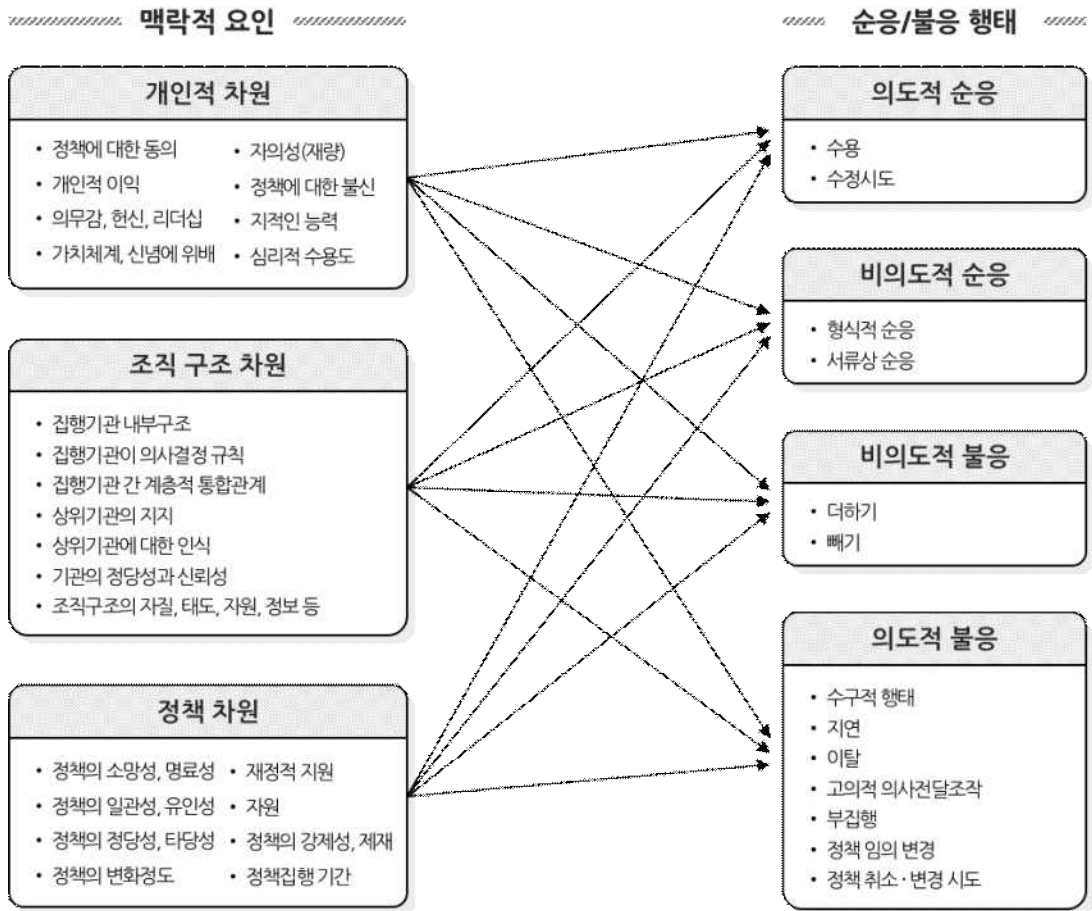 맥락적 요인
개인적 차원
• 정책에 대한 동의
• 개인적 이익
• 의무감, 헌신, 리더십
• 가치체계, 신념에 위배
• 자의성(재량)
• 정책에 대한 불신
• 지적인 능력
• 심리적 수용도
조직 구조 차원
• 집행기관 내부구조
• 집행기관이 의사결정 규칙
• 집행기관 간 계층적 통합관계
• 상위기관의 지지
• 상위기관에 대한 인식
• 기관의 정당성과 신뢰성
• 조직구조의 자질, 태도, 자원, 정보 등
정책 차원
• 정책의 소망성, 명료성
• 정책의 일관성, 유인성
• 정책의 정당성, 타당성
• 정책의 변화정도
• 재정적 지원
• 자원
• 정책의 강제성, 제재
• 정책집행 기간
순응/불응 행태
의도적 순응
• 수용
• 수정시도
비의도적 순응
• 형식적 순응
• 서류상 순응
비의도적 불응
• 더하기
• 빼기
의도적 불응
• 수구적 행태
• 지연
• 이탈
• 고의적 의사전달조작
• 부집행
• 정책 임의 변경
• 정책 취소·변경 시도